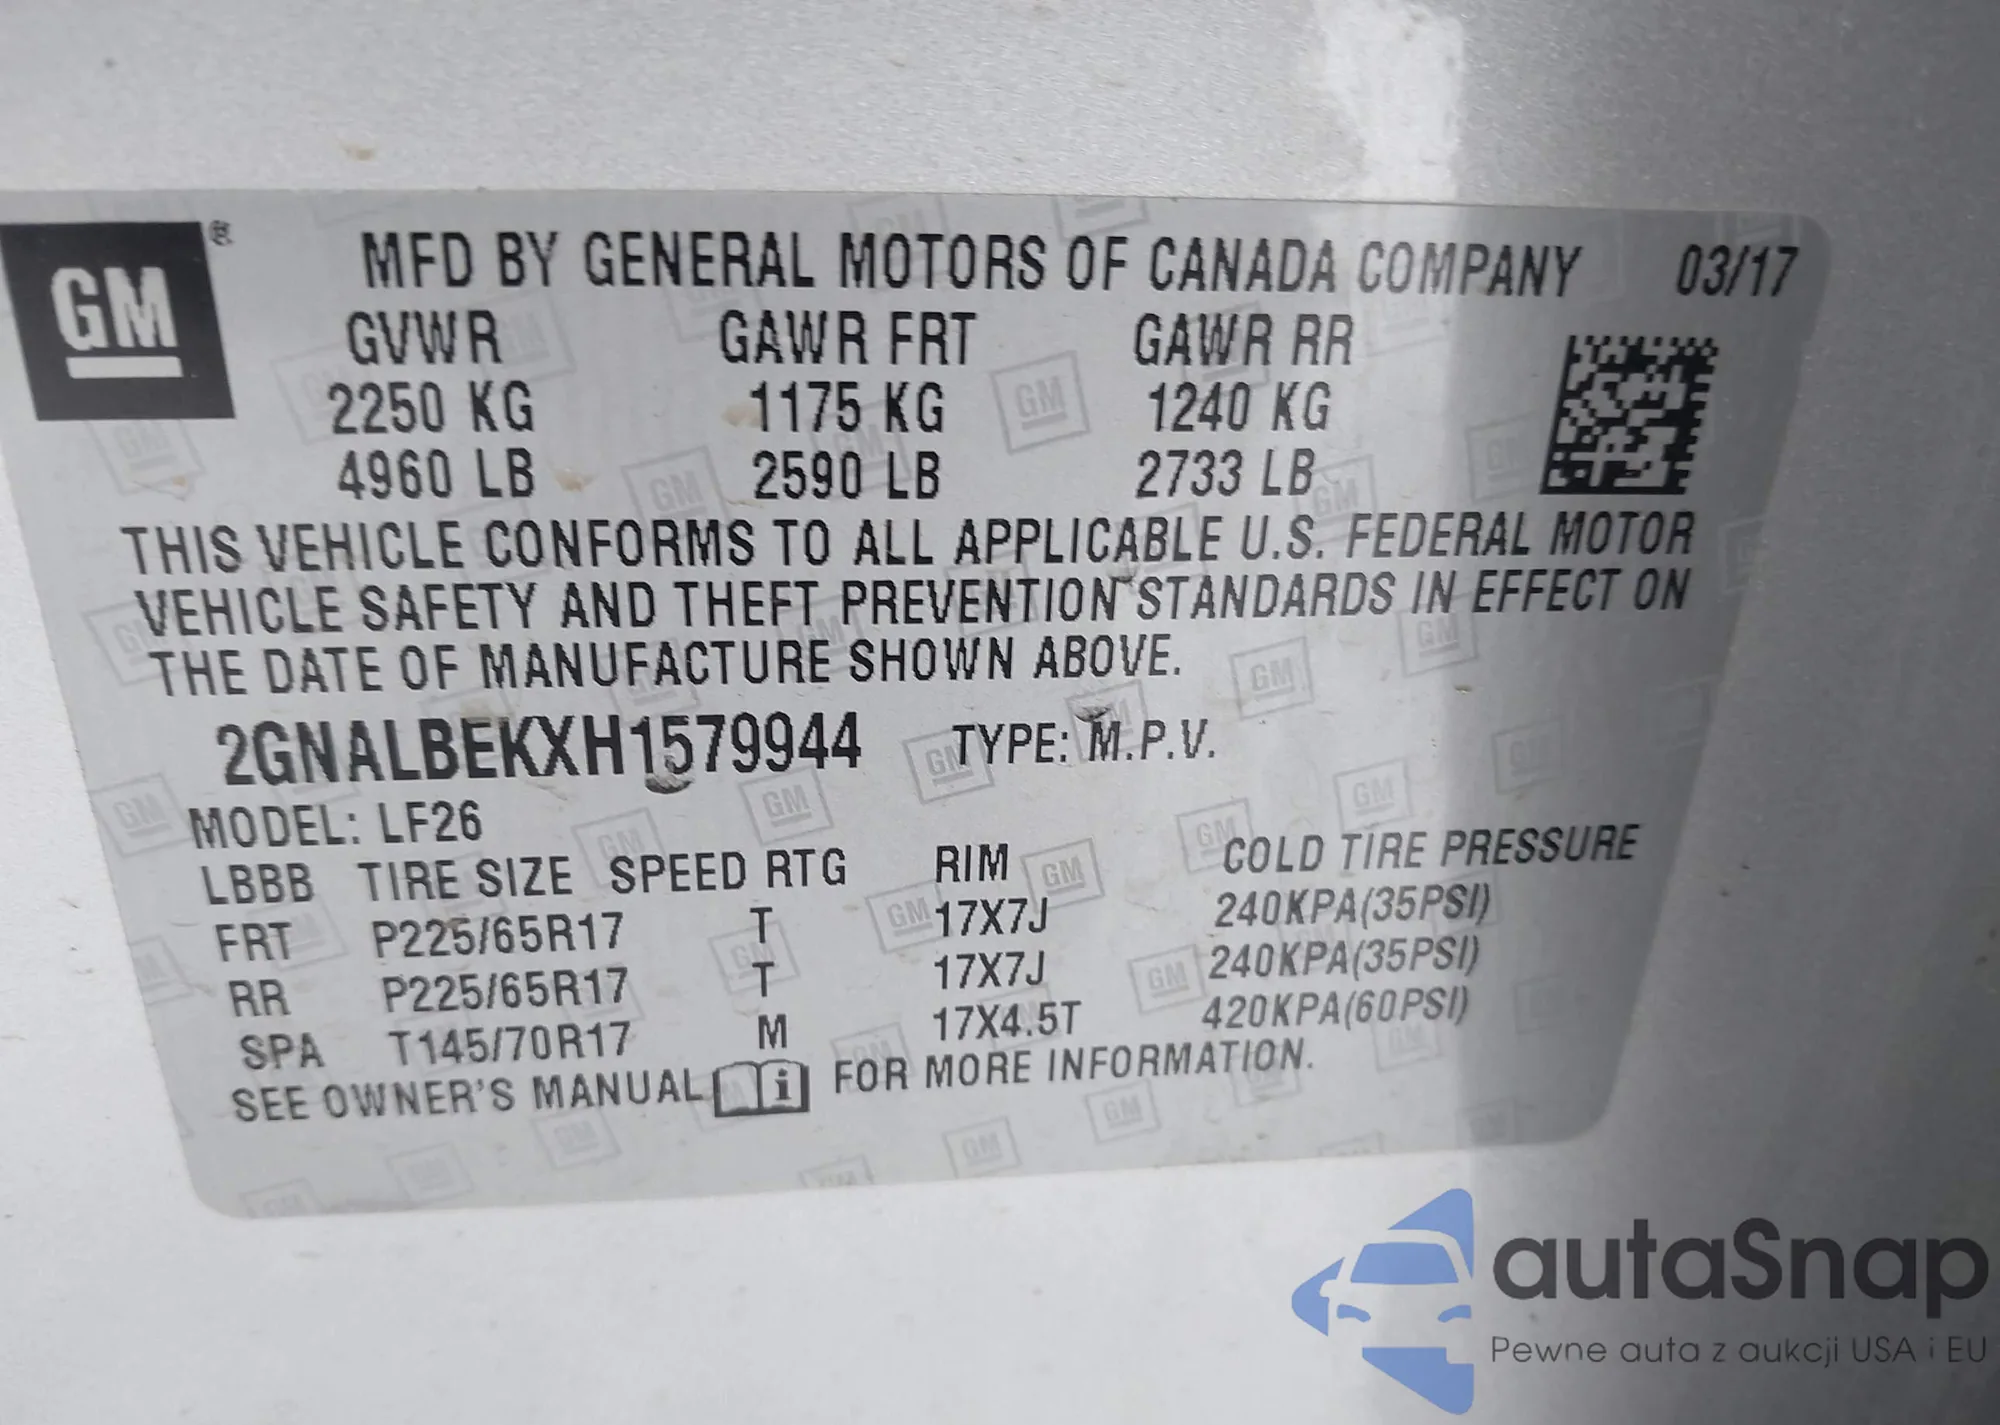 GM ® MFD BY GENERAL MOTORS OF CANADA COMPANY 03/17
GVWR GAWR FRT GAWR RR
2250 KG 1175 KG 1240 KG
4960 LB 2590 LB 2733 LB
THIS VEHICLE CONFORMS TO ALL APPLICABLE U.S. FEDERAL MOTOR
VEHICLE SAFETY AND THEFT PREVENTION STANDARDS IN EFFECT ON
THE DATE OF MANUFACTURE SHOWN ABOVE.
2GNALBEKXH1579944 TYPE: M.P.V.
MODEL: LF26
LBBB TIRE SIZE SPEED RTG RIM COLD TIRE PRESSURE
FRT P225/65R17 T 17X7J 240KPA(35PSI)
RR P225/65R17 T 17X7J 240KPA(35PSI)
SPA T145/70R17 M 17X4.5T 420KPA(60PSI)
SEE OWNER'S MANUAL i FOR MORE INFORMATION.
autaSnap
Pewne auta z aukcji USA i EU